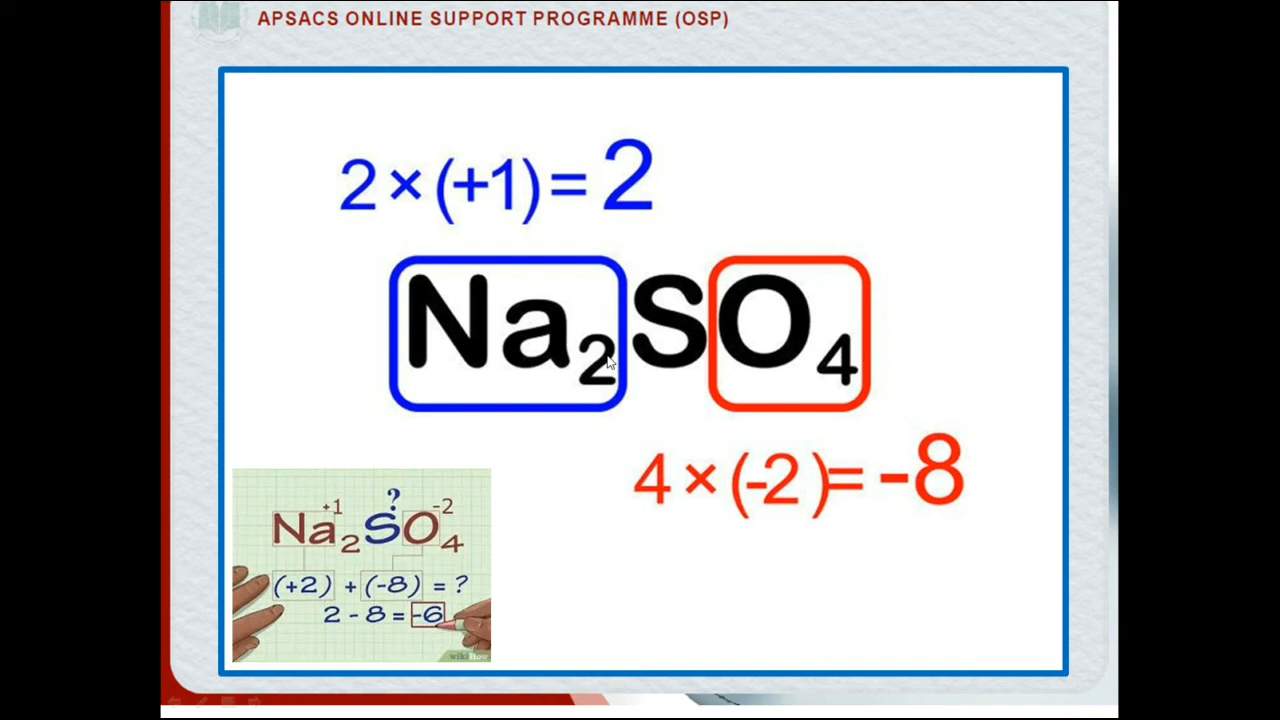 APSACS ONLINE SUPPORT PROGRAMME (OSP)
2 × (+1) = 2
Na₂SO₄
4 × (-2) = -8
+1 ? -2
Na₂SO₄
(+2) + (-8) = ?
2 - 8 = -6
wikiHow